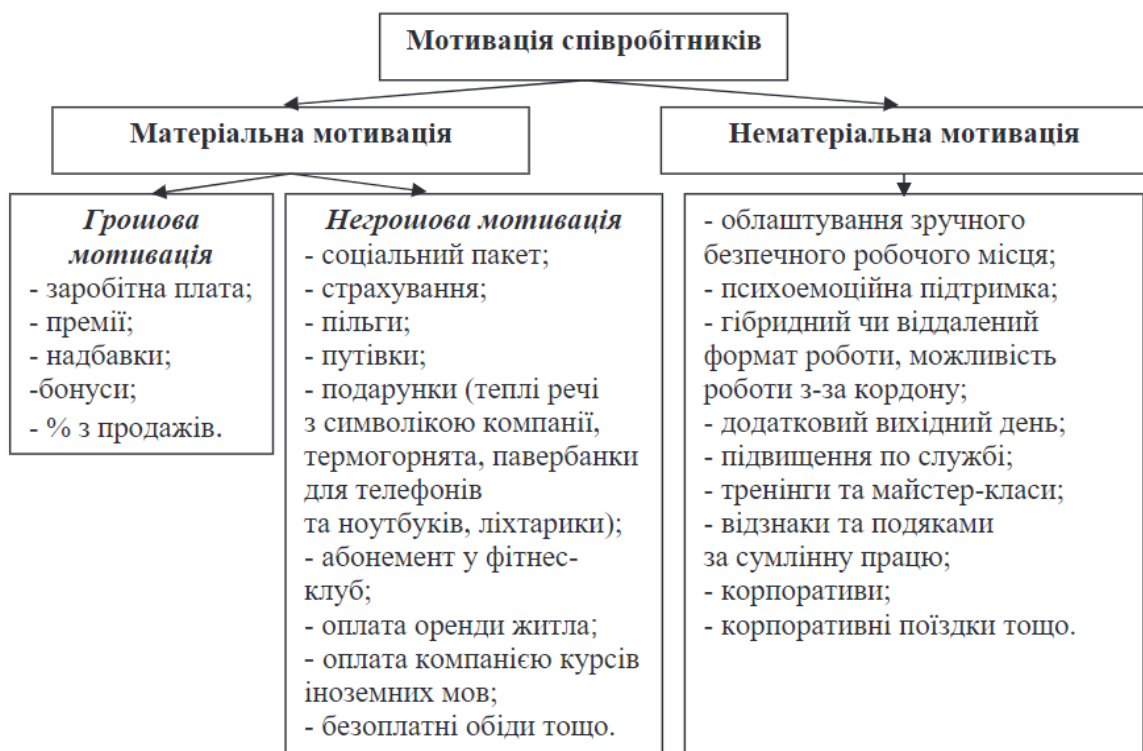 Мотивація співробітників
Матеріальна мотивація
Нематеріальна мотивація
Грошова
мотивація
- заробітна плата;
- премії;
- надбавки;
-бонуси;
- % з продажів.
Негрошова мотивація
- соціальний пакет;
- страхування;
- пільги;
- путівки;
- подарунки (теплі речі
з символікою компанії,
термогорнята, павербанки
для телефонів
та ноутбуків, ліхтарики);
- абонемент у фітнес-
клуб;
- оплата оренди житла;
- оплата компанією курсів
іноземних мов;
- безоплатні обіди тощо.
- облаштування зручного
безпечного робочого місця;
- психоемоційна підтримка;
- гібридний чи віддалений
формат роботи, можливість
роботи з-за кордону;
- додатковий вихідний день;
- підвищення по службі;
- тренінги та майстер-класи;
- відзнаки та подяками
за сумлінну працю;
- корпоративи;
- корпоративні поїздки тощо.